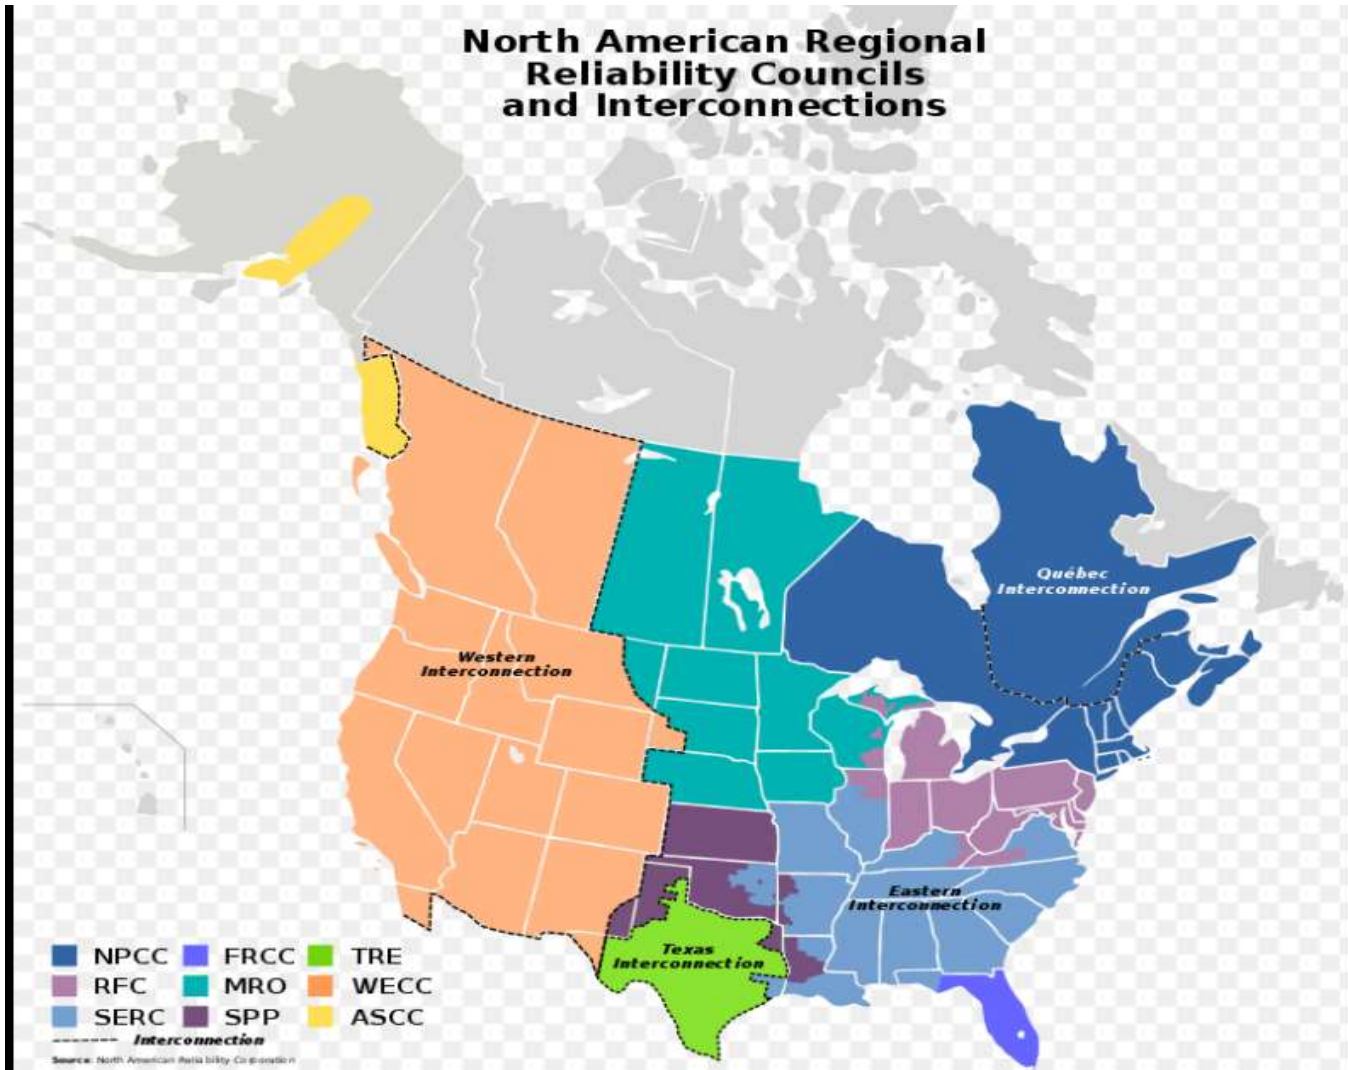 North American Regional
Reliability Councils
and Interconnections
Québec
Interconnection
Western
Interconnection
Eastern
Interconnection
Texas
Interconnection
NPCC FRCC TRE
RFC MRO WECC
SERC SPP ASCC
Interconnection
Source: North American Reliability Corporation